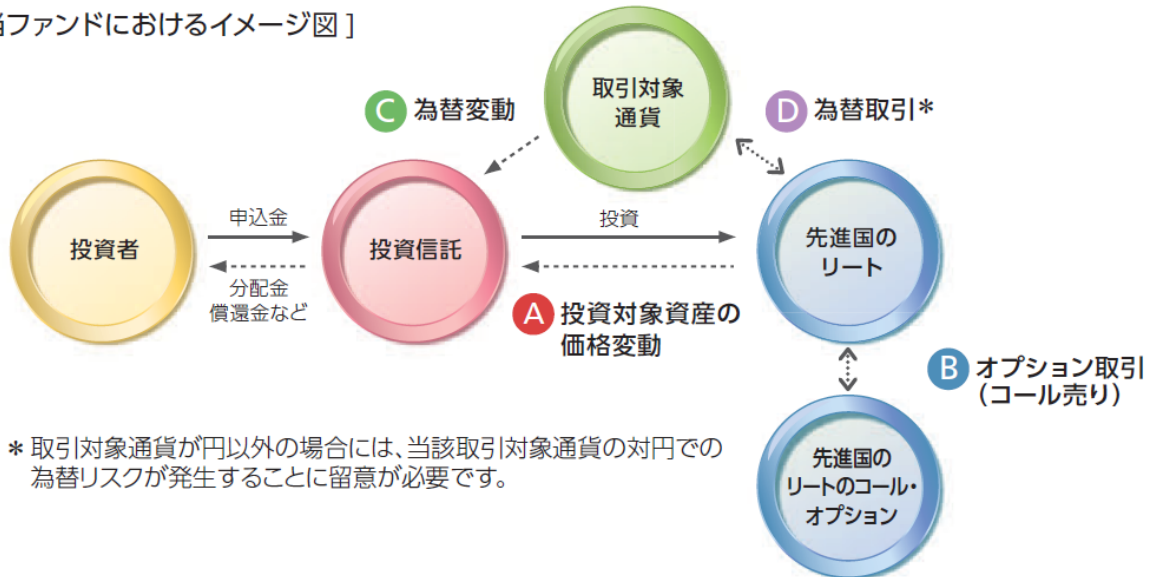 当ファンドにおけるイメージ図 ]
取引対象
通貨
C 為替変動
D 為替取引*
投資者
申込金
分配金
償還金など
投資信託
投資
先進国の
リート
A 投資対象資産の
価格変動
B オプション取引
(コール売り)
* 取引対象通貨が円以外の場合には、当該取引対象通貨の対円での
為替リスクが発生することに留意が必要です。
先進国の
リートのコール・
オプション